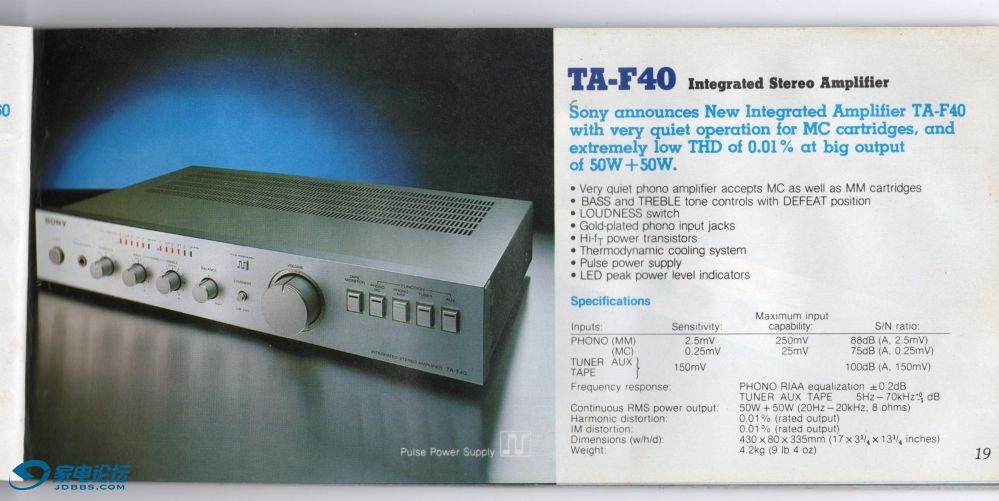 60
SONY
VOLUME
BALANCE
TAPE
MONITOR
FUNCTION
PHONO
MC
PHONO
TUNER
AUX
INTEGRATED STEREO AMPLIFIER TA-F40
Pulse Power Supply
家电论坛
JDBBS.COM
TA-F40 Integrated Stereo Amplifier
Sony announces New Integrated Amplifier TA-F40
with very quiet operation for MC cartridges, and
extremely low THD of 0.01% at big output
of 50W+50W.
• Very quiet phono amplifier accepts MC as well as MM cartridges
• BASS and TREBLE tone controls with DEFEAT position
• LOUDNESS switch
• Gold-plated phono input jacks
• Hi-fT power transistors
• Thermodynamic cooling system
• Pulse power supply
• LED peak power level indicators
Specifications
Inputs: Sensitivity: Maximum input capability: S/N ratio:
PHONO (MM) 2.5mV 250mV 88dB (A, 2.5mV)
(MC) 0.25mV 25mV 75dB (A, 0.25mV)
TUNER AUX TAPE } 150mV 100dB (A, 150mV)
Frequency response: PHONO RIAA equalization ±0.2dB
TUNER AUX TAPE 5Hz–70kHz dB
Continuous RMS power output: 50W + 50W (20Hz–20kHz, 8 ohms)
Harmonic distortion: 0.01% (rated output)
IM distortion: 0.01% (rated output)
Dimensions (w/h/d): 430×80×335mm (17×3¼×13¼ inches)
Weight: 4.2kg (9 lb 4 oz)
19